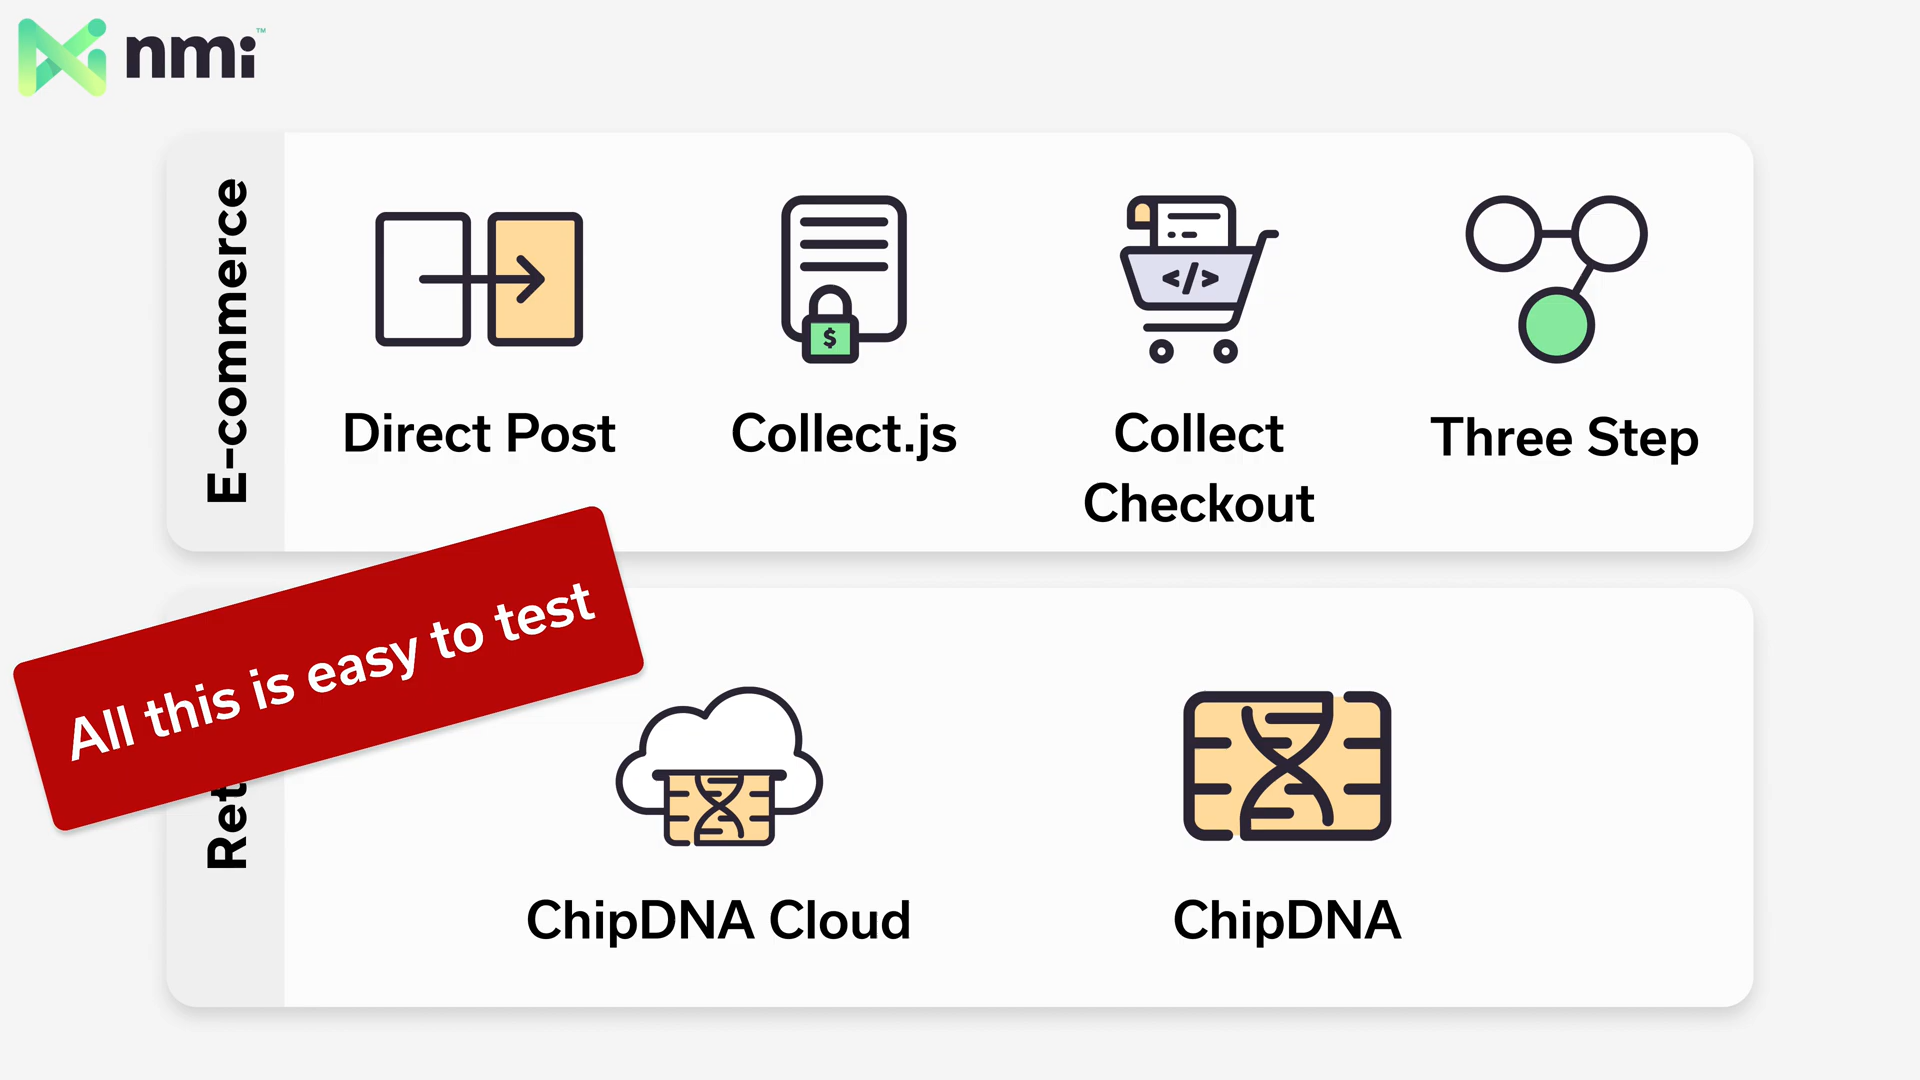 nmi™
E-commerce
Direct Post
Collect.js
Collect
Checkout
Three Step
</>
$
All this is easy to test
Ret
ChipDNA Cloud
ChipDNA